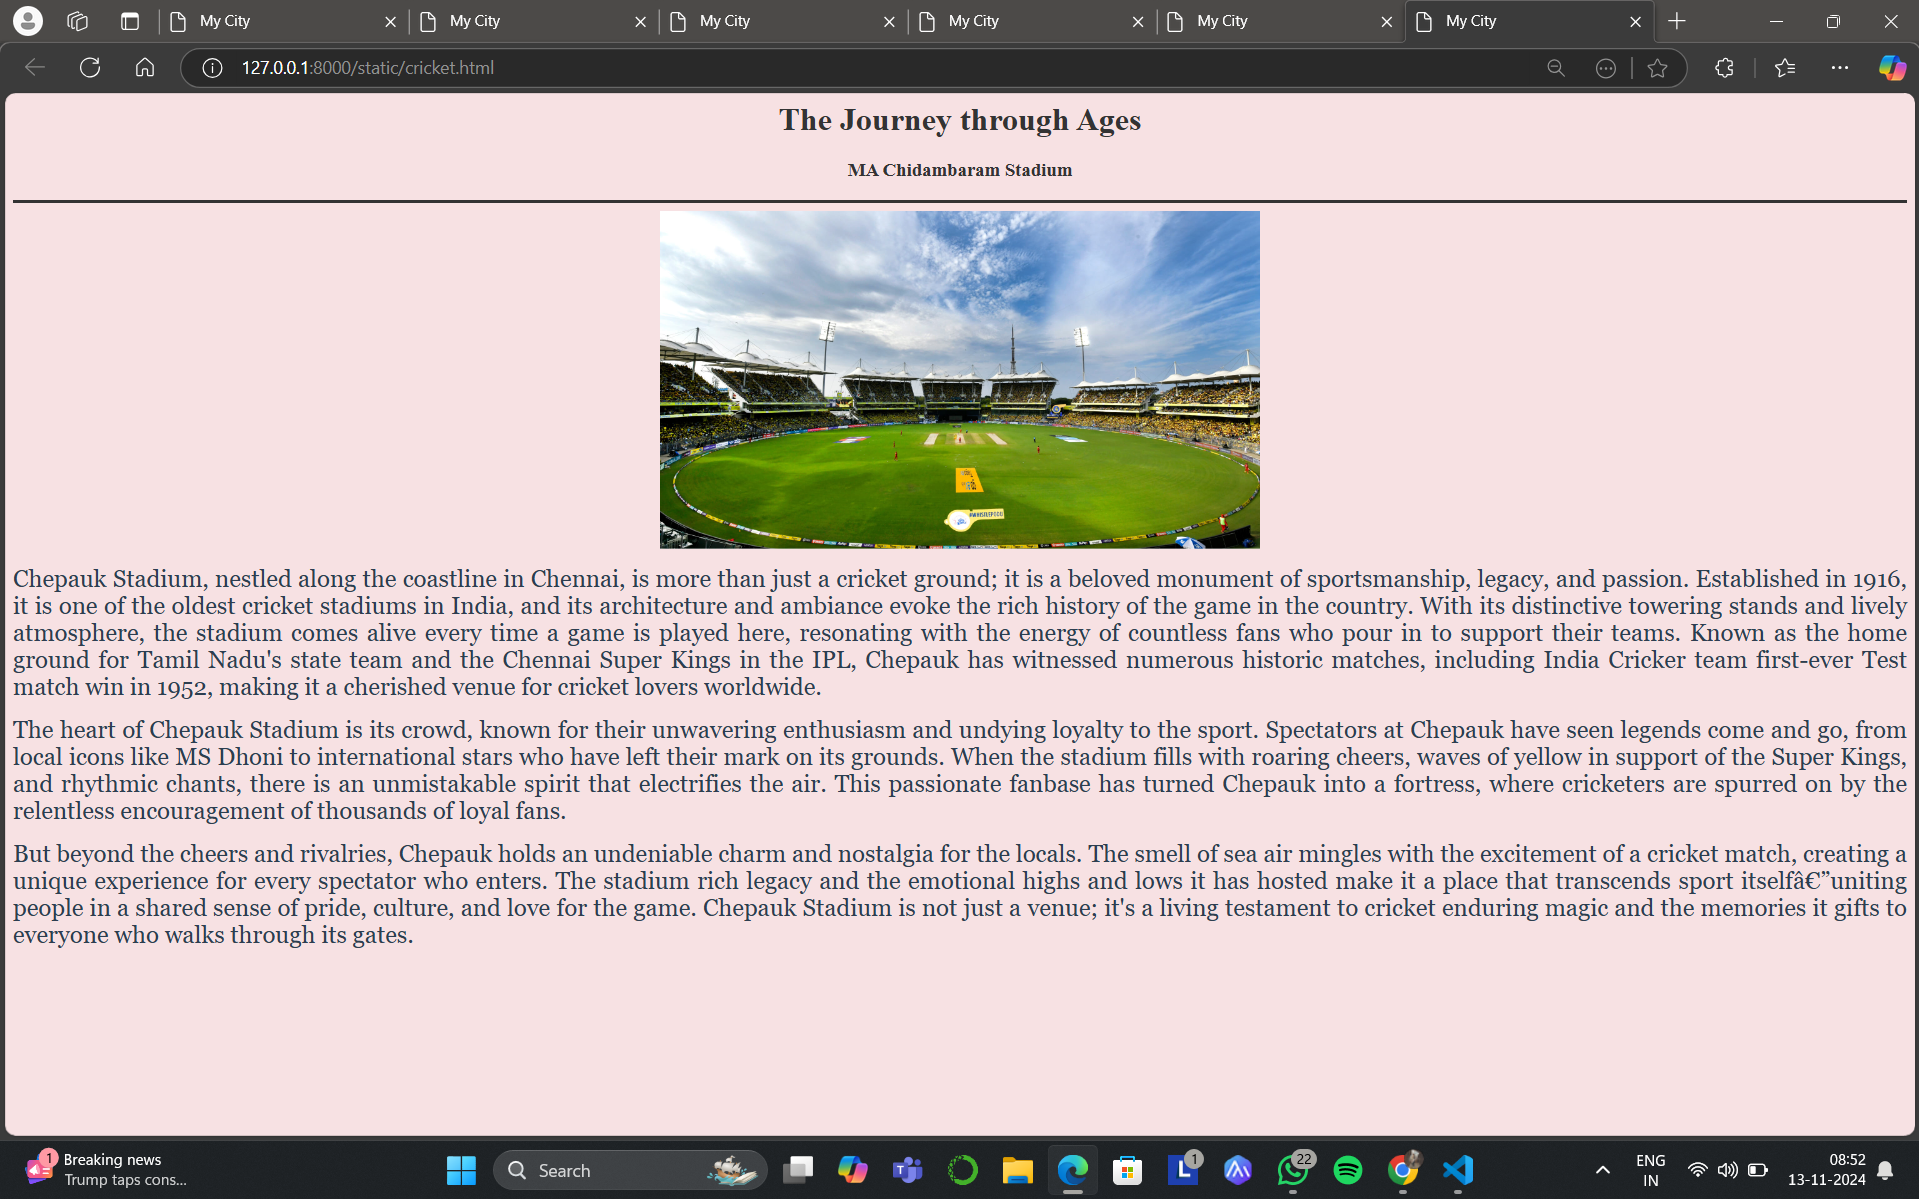 My City
My City
My City
My City
My City
My City
127.0.0.1:8000/static/cricket.html
The Journey through Ages
MA Chidambaram Stadium
#WHISTLEPODU
Chepauk Stadium, nestled along the coastline in Chennai, is more than just a cricket ground; it is a beloved monument of sportsmanship, legacy, and passion. Established in 1916,
it is one of the oldest cricket stadiums in India, and its architecture and ambiance evoke the rich history of the game in the country. With its distinctive towering stands and lively
atmosphere, the stadium comes alive every time a game is played here, resonating with the energy of countless fans who pour in to support their teams. Known as the home
ground for Tamil Nadu's state team and the Chennai Super Kings in the IPL, Chepauk has witnessed numerous historic matches, including India Cricker team first-ever Test
match win in 1952, making it a cherished venue for cricket lovers worldwide.
The heart of Chepauk Stadium is its crowd, known for their unwavering enthusiasm and undying loyalty to the sport. Spectators at Chepauk have seen legends come and go, from
local icons like MS Dhoni to international stars who have left their mark on its grounds. When the stadium fills with roaring cheers, waves of yellow in support of the Super Kings,
and rhythmic chants, there is an unmistakable spirit that electrifies the air. This passionate fanbase has turned Chepauk into a fortress, where cricketers are spurred on by the
relentless encouragement of thousands of loyal fans.
But beyond the cheers and rivalries, Chepauk holds an undeniable charm and nostalgia for the locals. The smell of sea air mingles with the excitement of a cricket match, creating a
unique experience for every spectator who enters. The stadium rich legacy and the emotional highs and lows it has hosted make it a place that transcends sport itselfâ€”uniting
people in a shared sense of pride, culture, and love for the game. Chepauk Stadium is not just a venue; it's a living testament to cricket enduring magic and the memories it gifts to
everyone who walks through its gates.
1
Breaking news
Trump taps cons...
Search
L
1
22
ENG
IN
08:52
13-11-2024